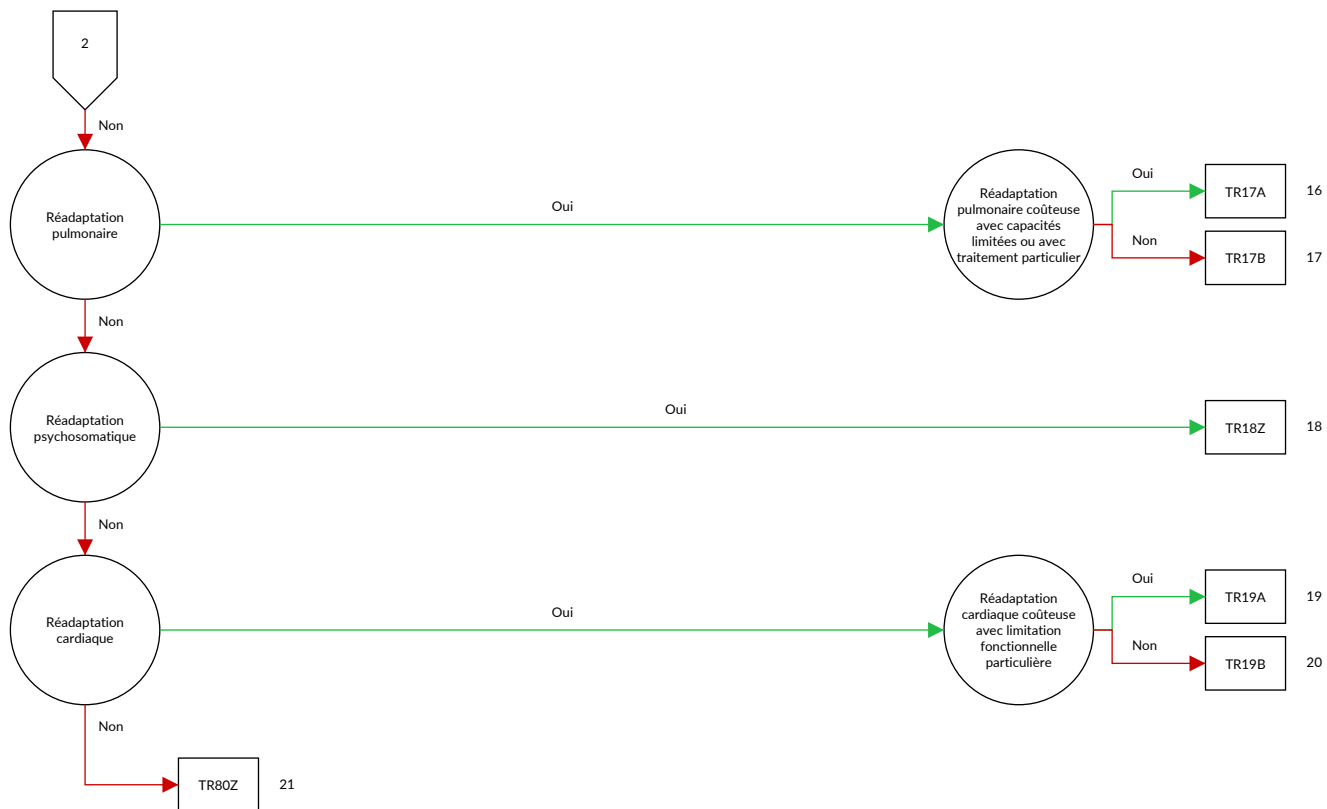 2
Non
Réadaptation
pulmonaire
Oui
Réadaptation
pulmonaire coûteuse
avec capacités
limitées ou avec
traitement particulier
Oui
TR17A
16
Non
TR17B
17
Non
Réadaptation
psychosomatique
Oui
TR18Z
18
Non
Réadaptation
cardiaque
Oui
Réadaptation
cardiaque coûteuse
avec limitation
fonctionnelle
particulière
Oui
TR19A
19
Non
TR19B
20
Non
TR80Z
21